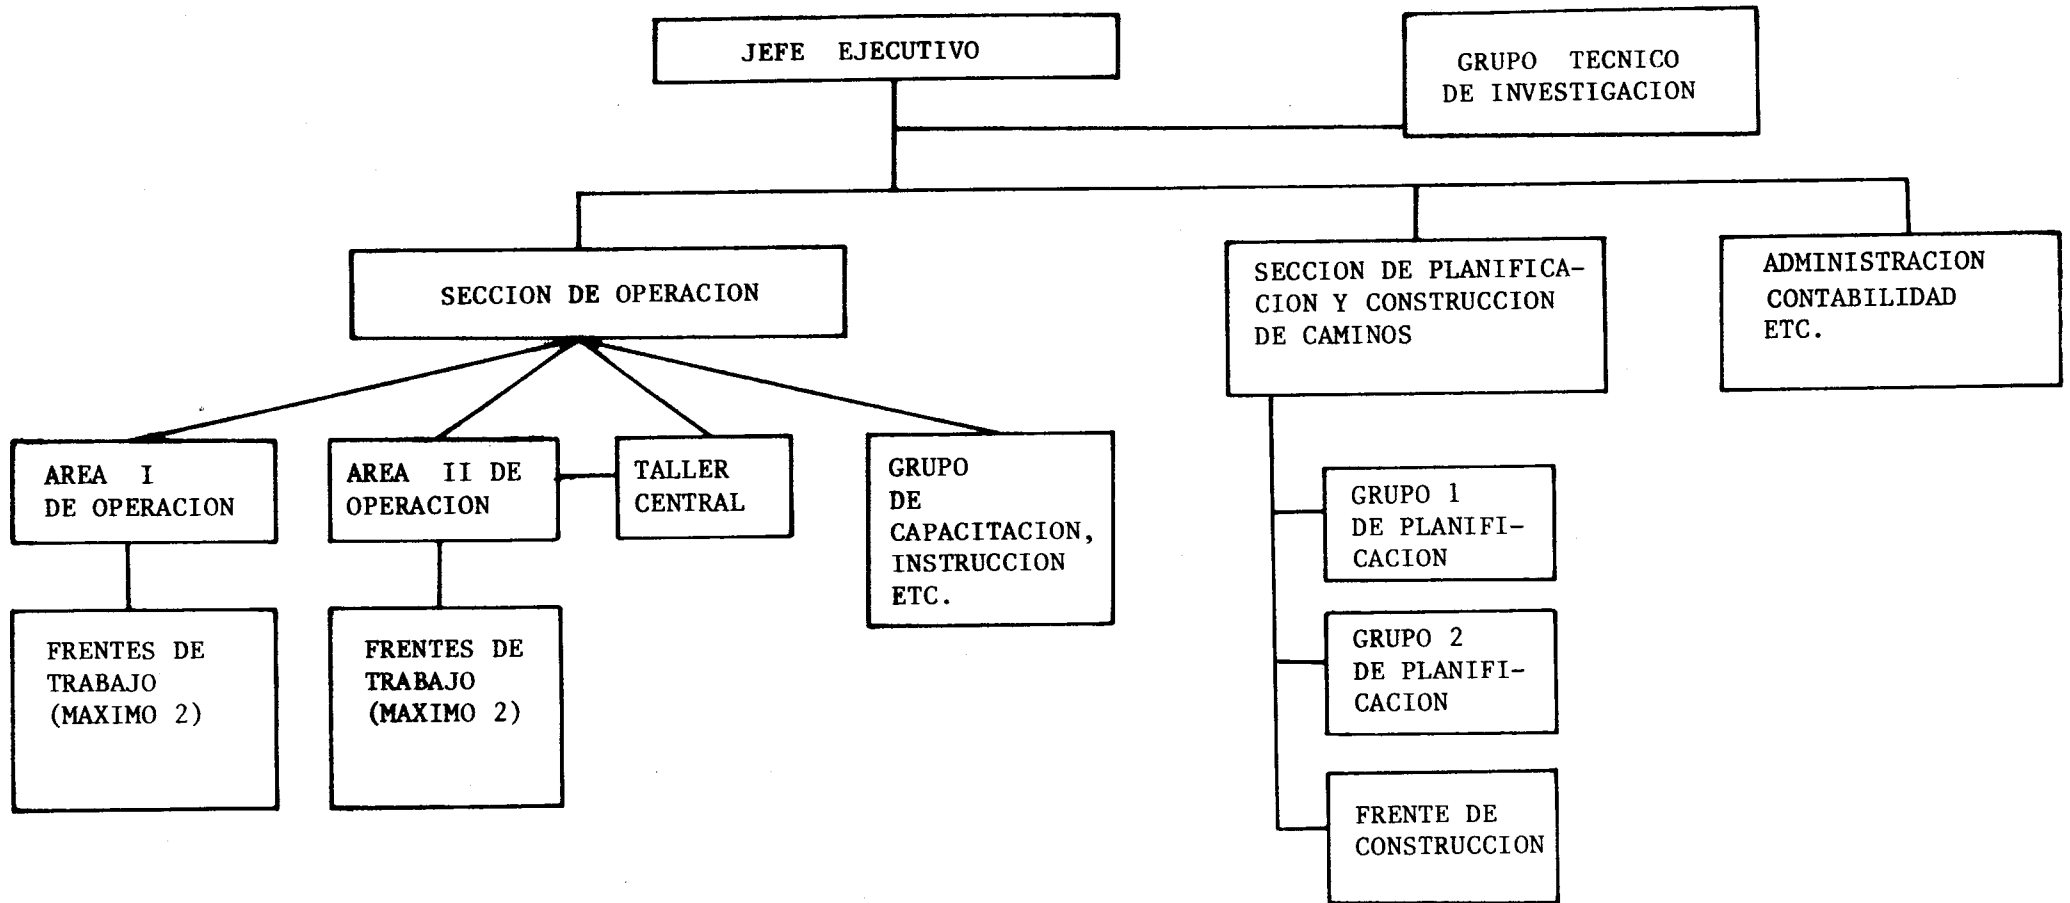 JEFE EJECUTIVO
GRUPO TECNICO
DE INVESTIGACION
SECCION DE OPERACION
SECCION DE PLANIFICA-
CION Y CONSTRUCCION
DE CAMINOS
ADMINISTRACION
CONTABILIDAD
ETC.
AREA I
DE OPERACION
AREA II DE
OPERACION
TALLER
CENTRAL
GRUPO
DE
CAPACITACION,
INSTRUCCION
ETC.
GRUPO 1
DE PLANIFI-
CACION
FRENTES DE
TRABAJO
(MAXIMO 2)
FRENTES DE
TRABAJO
(MAXIMO 2)
GRUPO 2
DE PLANIFI-
CACION
FRENTE DE
CONSTRUCCION